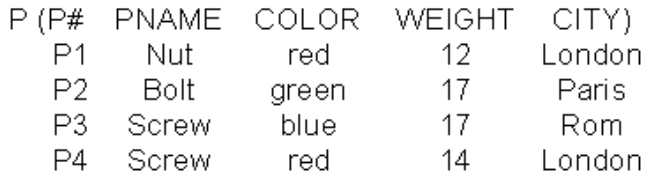 P (P# PNAME COLOR WEIGHT CITY)
P1 Nut red 12 London
P2 Bolt green 17 Paris
P3 Screw blue 17 Rom
P4 Screw red 14 London